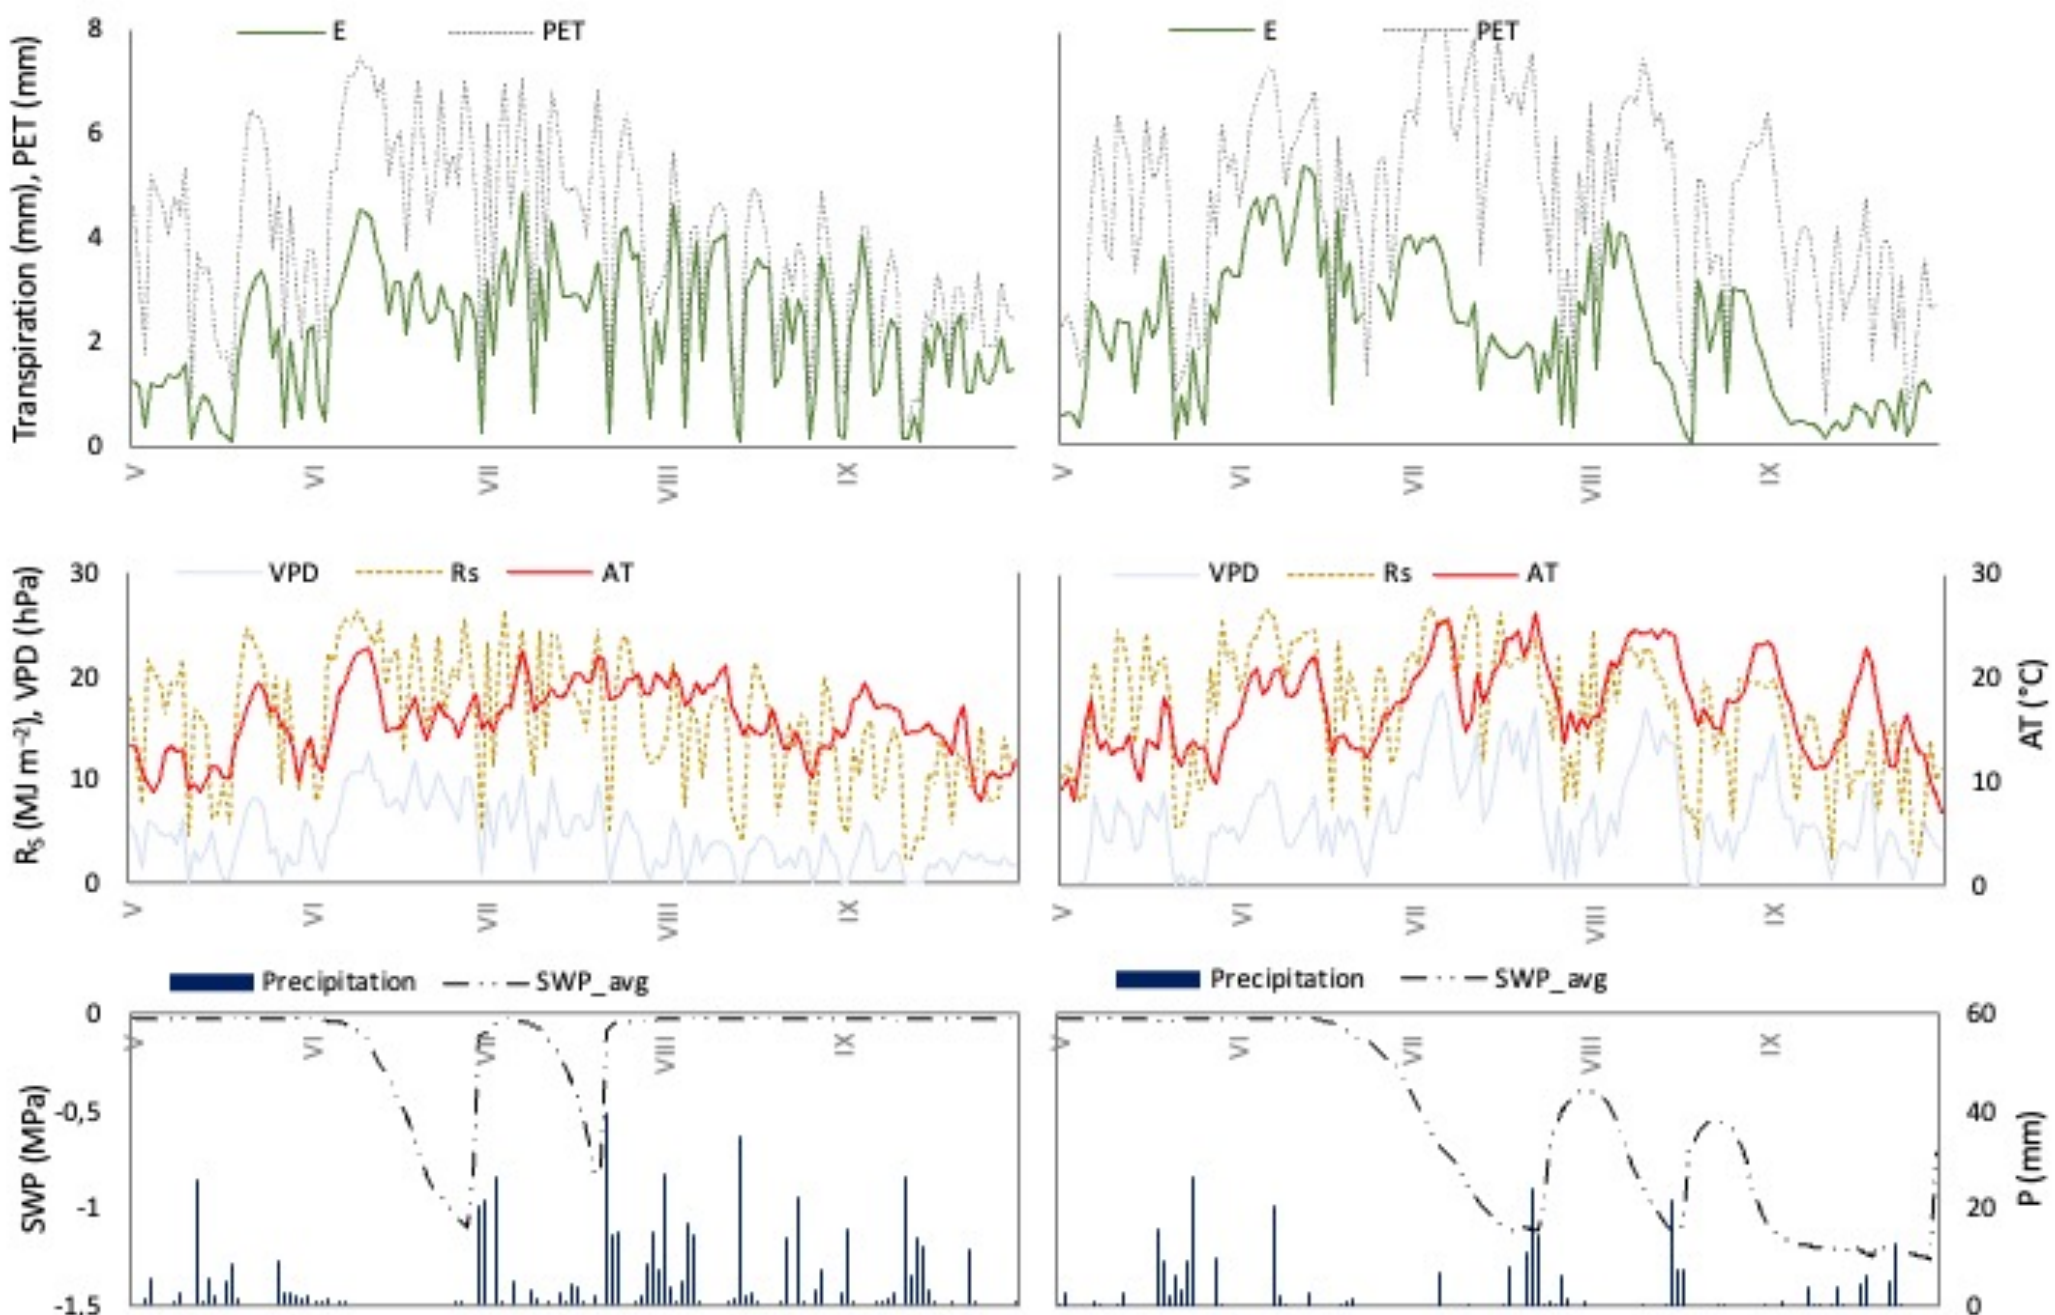 E PET
E PET
Transpiration (mm), PET (mm)
8
6
4
2
0
V VI VII VIII IX
V VI VII VIII IX
VPD Rs AT
VPD Rs AT
Rs (MJ m⁻²), VPD (hPa)
30
20
10
0
30
20
10
0
AT (°C)
V VI VII VIII IX
V VI VII VIII IX
Precipitation SWP_avg
Precipitation SWP_avg
SWP (MPa)
0
-0,5
-1
-1,5
60
40
20
0
P (mm)
V VI VII VIII IX
V VI VII VIII IX